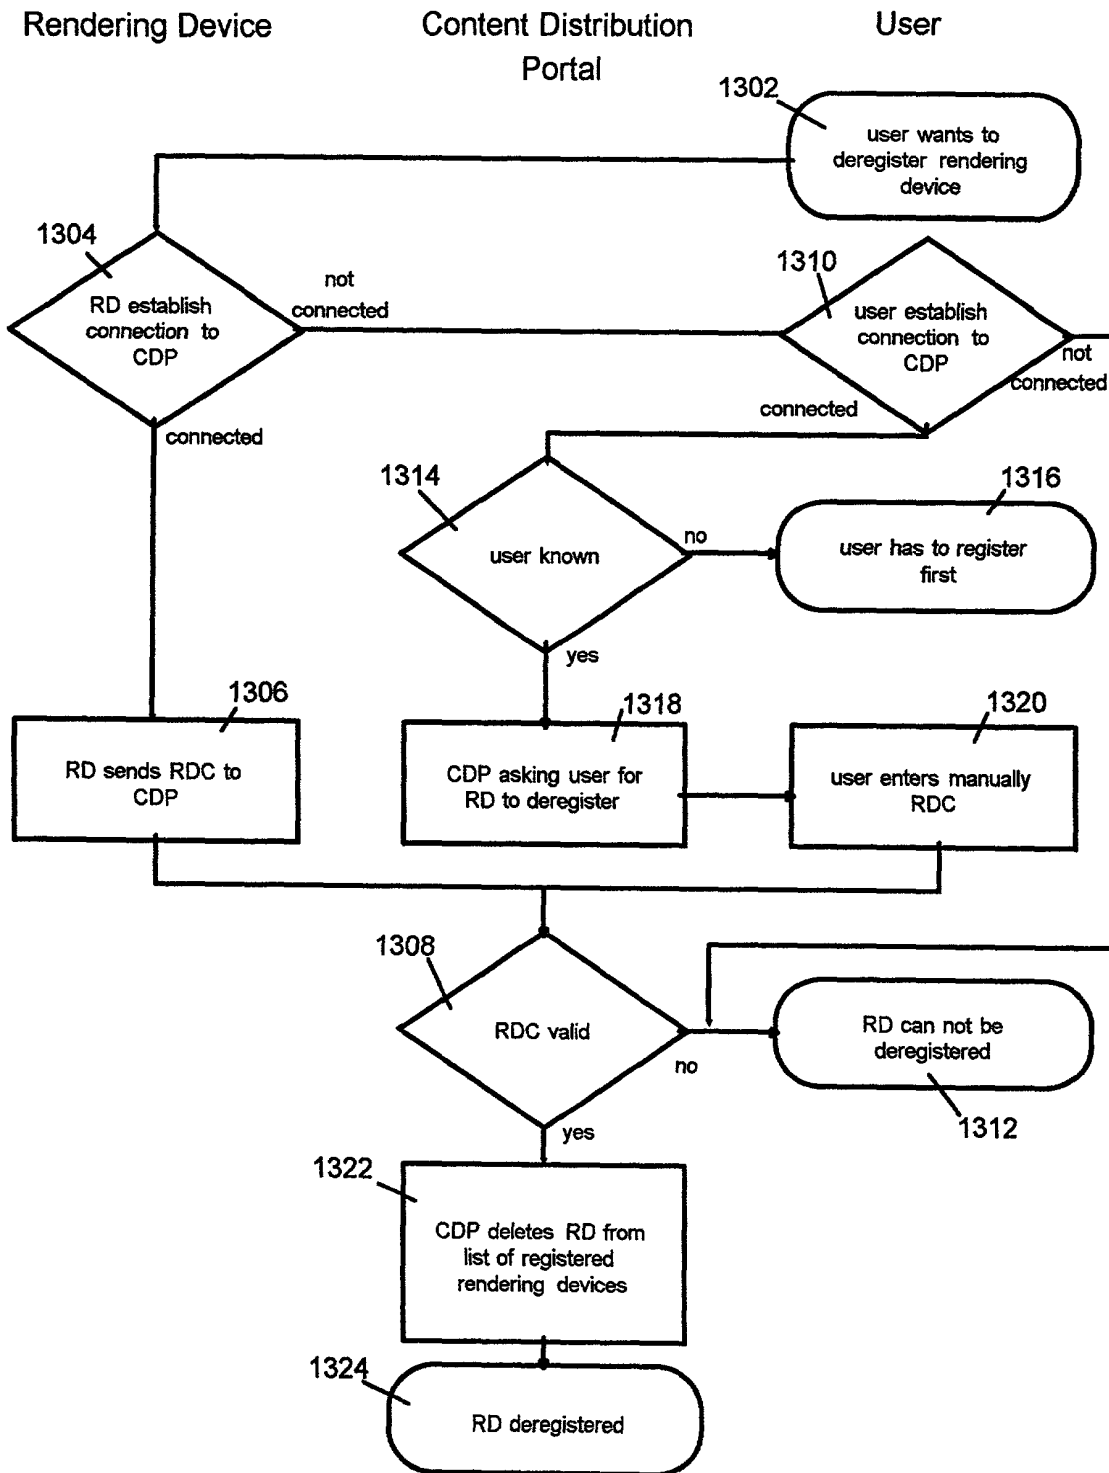 Rendering Device
Content Distribution
Portal
User
1302
user wants to
deregister rendering
device
1304
RD establish
connection to
CDP
not
connected
1310
user establish
connection to
CDP
not
connected
connected
connected
1314
user known
no
1316
user has to register
first
yes
1306
RD sends RDC to
CDP
1318
CDP asking user for
RD to deregister
1320
user enters manually
RDC
1308
RDC valid
no
RD can not be
deregistered
1312
yes
1322
CDP deletes RD from
list of registered
rendering devices
1324
RD deregistered